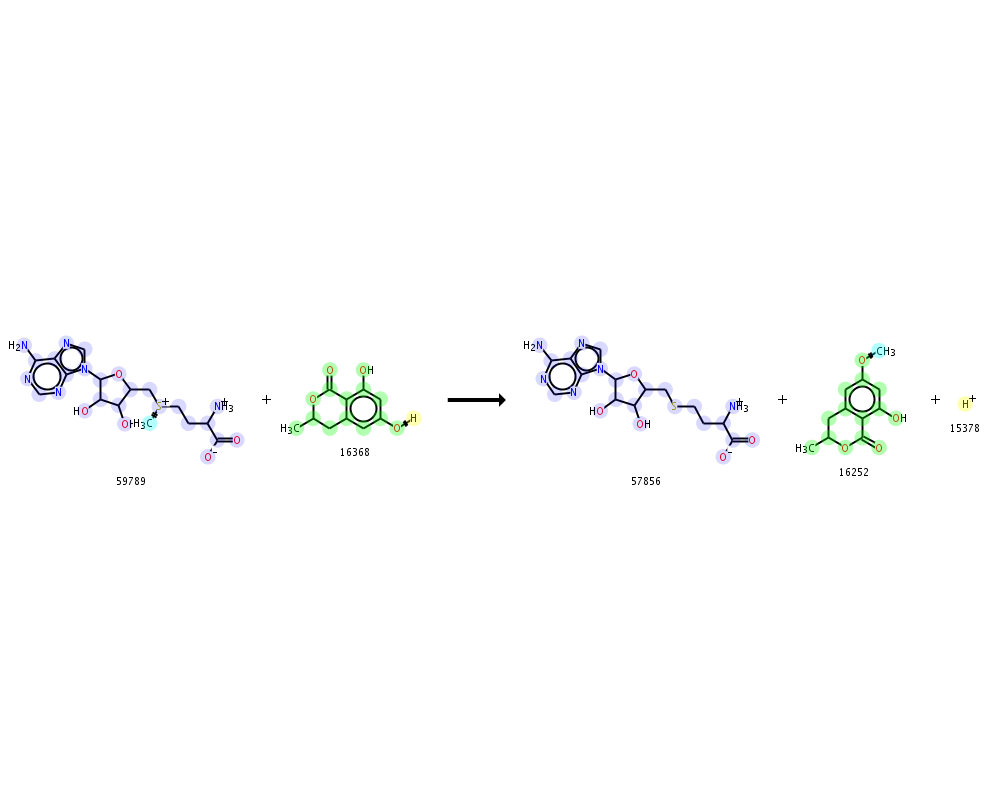 H2N N N N N O HO OH H3C S+ NH3+ O O-
+
O OH O H3C O H
H2N N N N N O HO OH S NH3+ O O-
+
O CH3 OH H3C O O
+
H+
59789
16368
57856
16252
15378